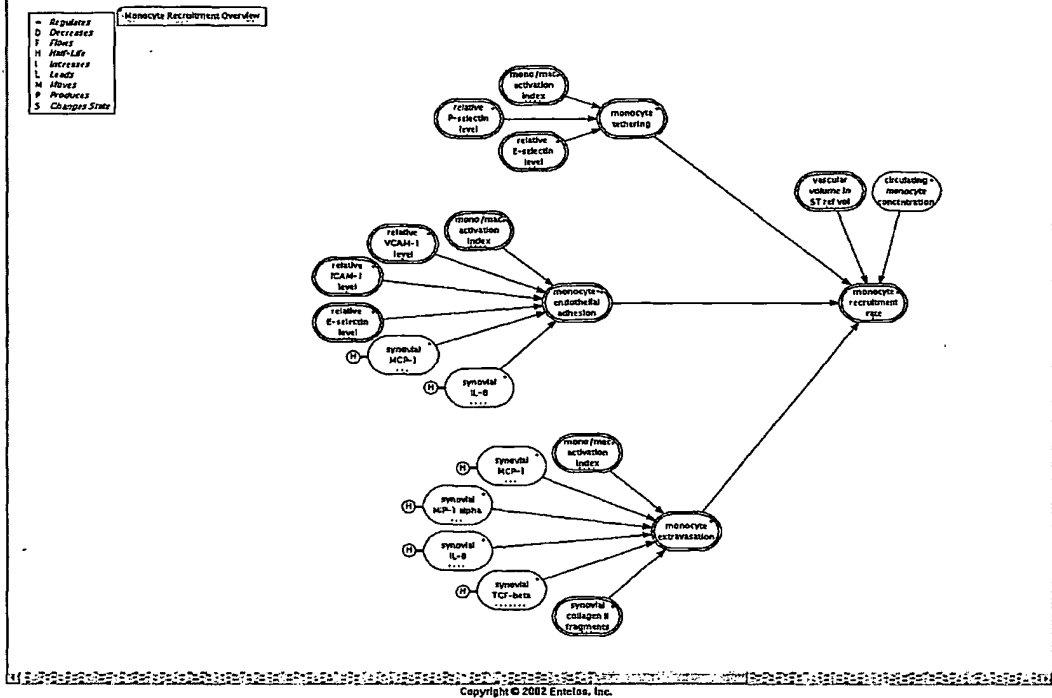 = Regulates
D Decreases
F Flows
H Half-Life
I Increases
L Leads
M Moves
P Produces
S Changes State
Monocyte Recruitment Overview
mono/mac
activation
index
relative
P-selectin
level
monocyte
tethering
relative
E-selectin
level
vascular
volume in
ST ref vol
circulating
monocyte
concentration
mono/mac
activation
index
relative
VCAM-1
level
relative
ICAM-1
level
monocyte
endothelial
adhesion
monocyte
recruitment
rate
relative
E-selectin
level
H
synovial
MCP-1
H
synovial
IL-8
mono/mac
activation
index
H
synovial
MCP-1
H
synovial
MIP-1 alpha
monocyte
extravasation
H
synovial
IL-8
H
synovial
TGF-beta
synovial
collagen II
fragments
Copyright © 2002 Entelos, Inc.